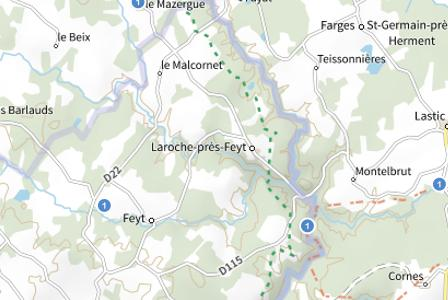 le Mazergue
1
Farges
St-Germain-prè
Herment
le Beix
Teissonnières
le Malcornet
s Barlauds
Lastic
Laroche-près-Feyt
D22
Montelbrut
1
1
Feyt
1
D115
Cornes